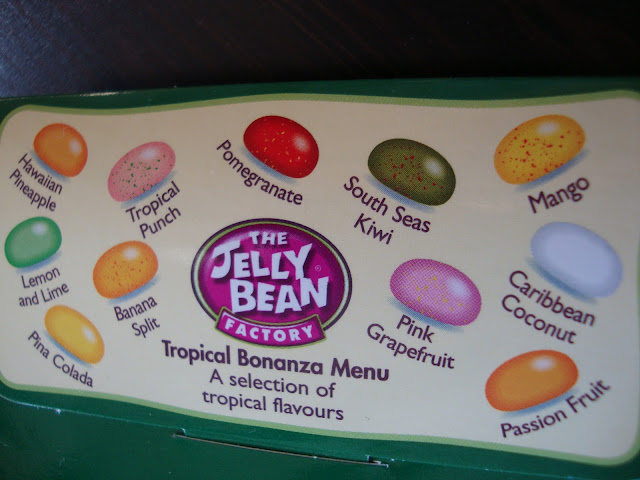 Hawaiian
Pineapple
Tropical
Punch
Pomegranate
South Seas
Kiwi
Mango
Lemon
and Lime
Banana
Split
Pina Colada
THE
JELLY
BEAN
FACTORY
®
Pink
Grapefruit
Caribbean
Coconut
Passion Fruit
Tropical Bonanza Menu
A selection of
tropical flavours